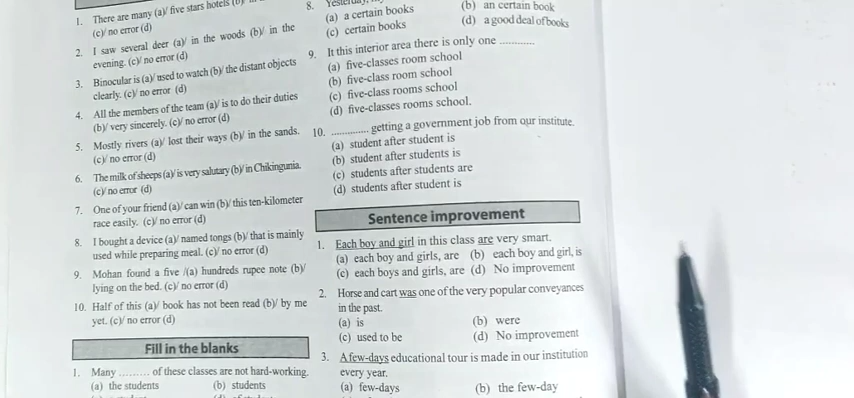 1. There are many (a)/ five stars hotels (b)/
(c)/ no error (d)
2. I saw several deer (a)/ in the woods (b)/ in the
evening. (c)/ no error (d)
3. Binocular is (a)/ used to watch (b)/ the distant objects
clearly. (c)/ no error (d)
4. All the members of the team (a)/ is to do their duties
(b)/ very sincerely. (c)/ no error (d)
5. Mostly rivers (a)/ lost their ways (b)/ in the sands.
(c)/ no error (d)
6. The milk of sheeps (a)/ is very salutary (b)/ in Chikingunia.
(c)/ no error (d)
7. One of your friend (a)/ can win (b)/ this ten-kilometer
race easily. (c)/ no error (d)
8. I bought a device (a)/ named tongs (b)/ that is mainly
used while preparing meal. (c)/ no error (d)
9. Mohan found a five /(a) hundreds rupee note (b)/
lying on the bed. (c)/ no error (d)
10. Half of this (a)/ book has not been read (b)/ by me
yet. (c)/ no error (d)
Fill in the blanks
1. Many ......... of these classes are not hard-working.
(a) the students (b) students
8.
(a) a certain books (b) an certain book
(c) certain books (d) a good deal of books
9. It this interior area there is only one ............
(a) five-classes room school
(b) five-class room school
(c) five-class rooms school
(d) five-classes rooms school.
10. ............. getting a government job from our institute.
(a) student after student is
(b) student after students is
(c) students after students are
(d) students after student is
Sentence improvement
1. Each boy and girl in this class are very smart.
(a) each boy and girls, are (b) each boy and girl, is
(c) each boys and girls, are (d) No improvement
2. Horse and cart was one of the very popular conveyances
in the past.
(a) is (b) were
(c) used to be (d) No improvement
3. A few-days educational tour is made in our institution
every year.
(a) few-days (b) the few-day